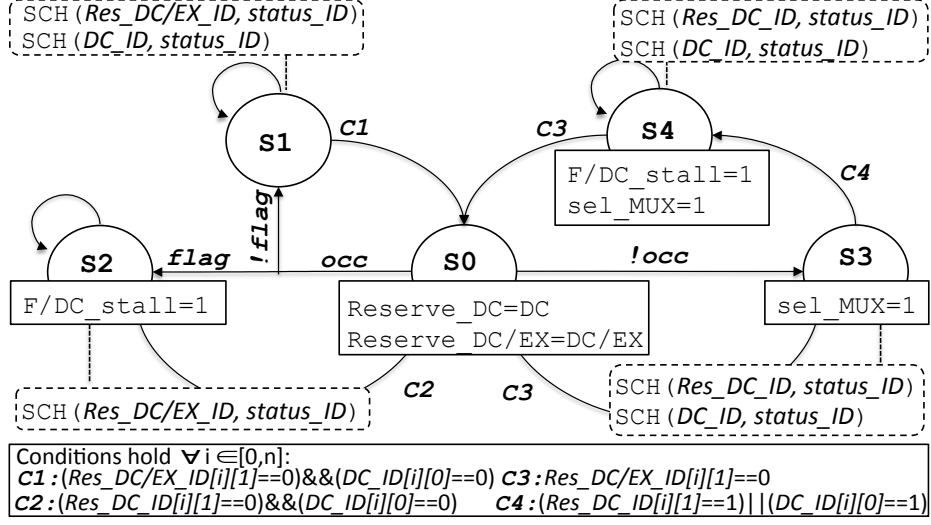 SCH(Res_DC/EX_ID, status_ID)
SCH(DC_ID, status_ID)
SCH(Res_DC_ID, status_ID)
SCH(DC_ID, status_ID)
S1
C1
C3
S4
F/DC_stall=1
sel_MUX=1
C4
!flag
S2
flag
occ
S0
!occ
S3
F/DC_stall=1
Reserve_DC=DC
Reserve_DC/EX=DC/EX
sel_MUX=1
C2
C3
SCH(Res_DC/EX_ID, status_ID)
SCH(Res_DC_ID, status_ID)
SCH(DC_ID, status_ID)
Conditions hold ∀ i ∈[0,n]:
C1:(Res_DC/EX_ID[i][1]==0)&&(DC_ID[i][0]==0) C3:Res_DC/EX_ID[i][1]==0
C2:(Res_DC_ID[i][1]==0)&&(DC_ID[i][0]==0) C4:(Res_DC_ID[i][1]==1)||(DC_ID[i][0]==1)